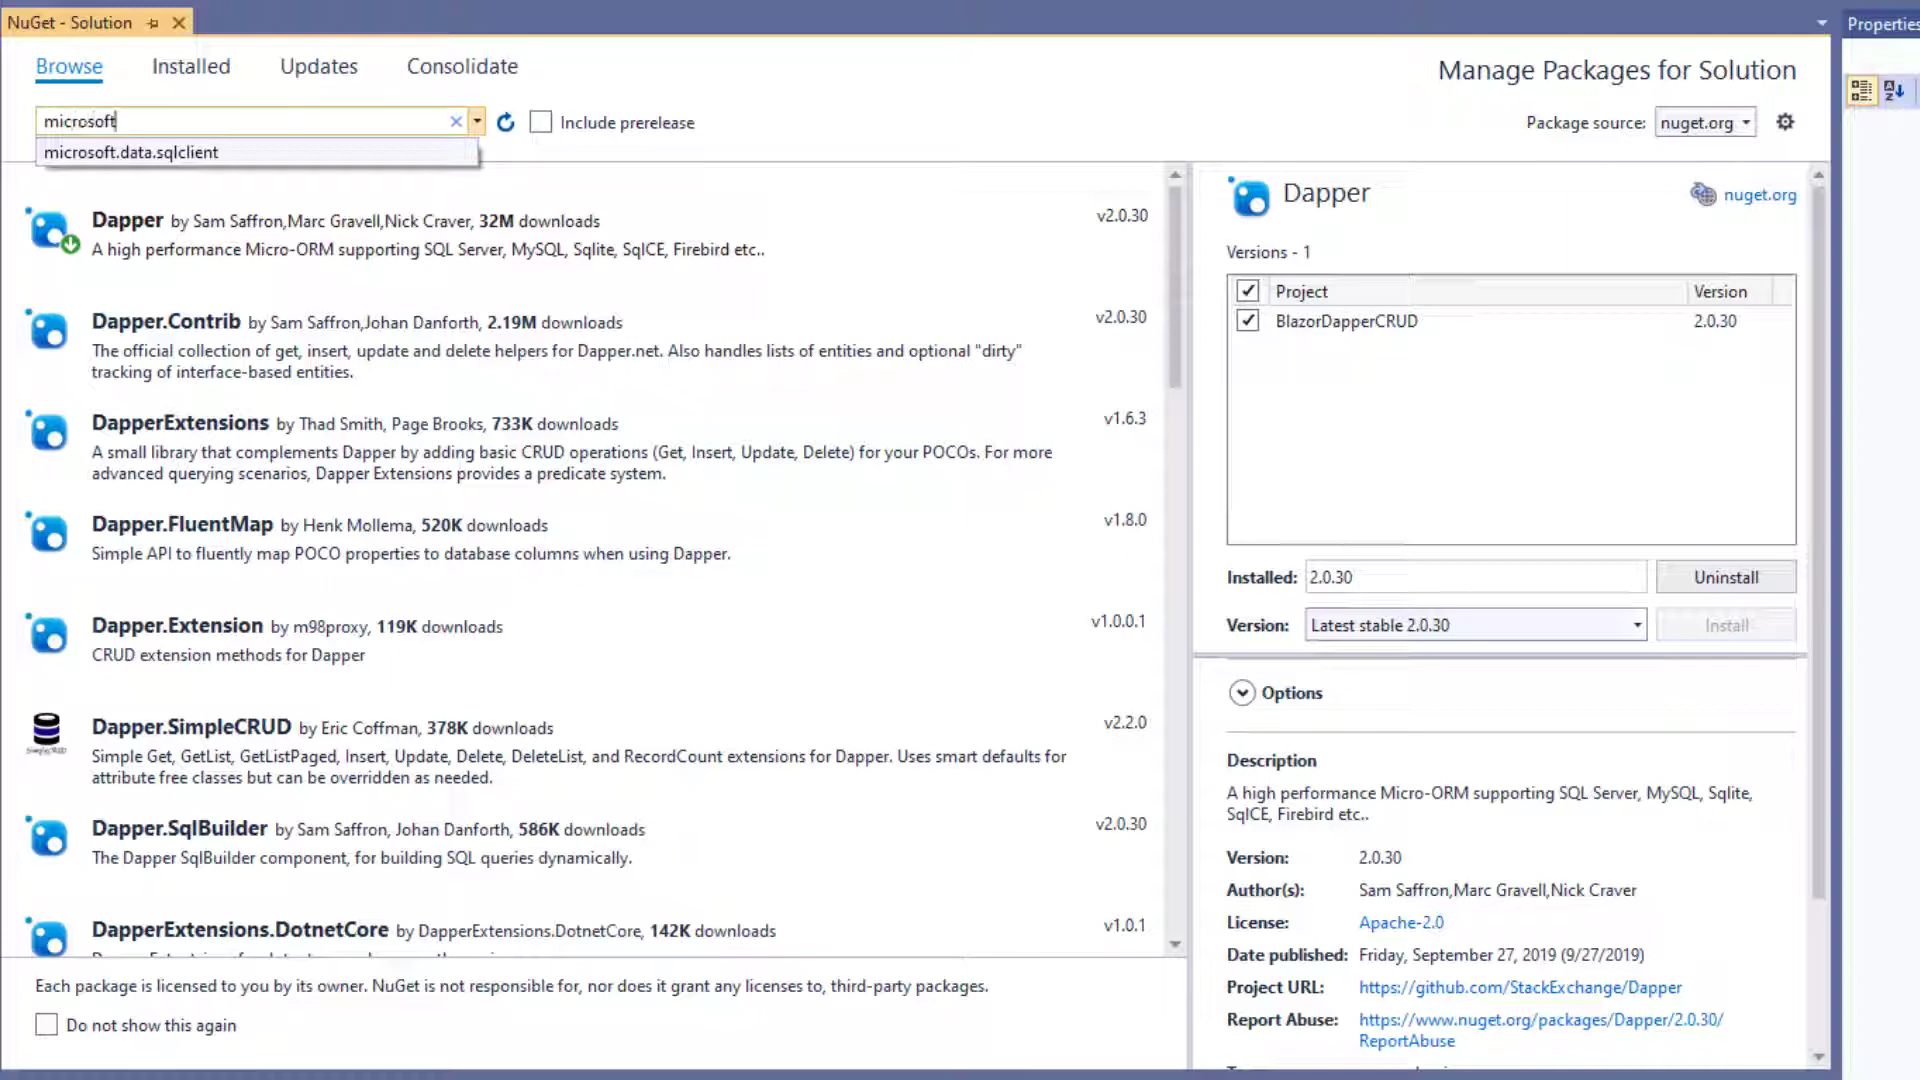 NuGet - Solution
Properties
Browse
Installed
Updates
Consolidate
Manage Packages for Solution
microsoft
Include prerelease
Package source:
nuget.org
microsoft.data.sqlclient
Dapper by Sam Saffron,Marc Gravell,Nick Craver, 32M downloads
v2.0.30
A high performance Micro-ORM supporting SQL Server, MySQL, Sqlite, SqlCE, Firebird etc..
Dapper.Contrib by Sam Saffron,Johan Danforth, 2.19M downloads
v2.0.30
The official collection of get, insert, update and delete helpers for Dapper.net. Also handles lists of entities and optional "dirty"
tracking of interface-based entities.
DapperExtensions by Thad Smith, Page Brooks, 733K downloads
v1.6.3
A small library that complements Dapper by adding basic CRUD operations (Get, Insert, Update, Delete) for your POCOs. For more
advanced querying scenarios, Dapper Extensions provides a predicate system.
Dapper.FluentMap by Henk Mollema, 520K downloads
v1.8.0
Simple API to fluently map POCO properties to database columns when using Dapper.
Dapper.Extension by m98proxy, 119K downloads
v1.0.0.1
CRUD extension methods for Dapper
Dapper.SimpleCRUD by Eric Coffman, 378K downloads
v2.2.0
Simple Get, GetList, GetListPaged, Insert, Update, Delete, DeleteList, and RecordCount extensions for Dapper. Uses smart defaults for
attribute free classes but can be overridden as needed.
Dapper.SqlBuilder by Sam Saffron, Johan Danforth, 586K downloads
v2.0.30
The Dapper SqlBuilder component, for building SQL queries dynamically.
DapperExtensions.DotnetCore by DapperExtensions.DotnetCore, 142K downloads
v1.0.1
Each package is licensed to you by its owner. NuGet is not responsible for, nor does it grant any licenses to, third-party packages.
Do not show this again
Dapper
nuget.org
Versions - 1
Project
Version
BlazorDapperCRUD
2.0.30
Installed:
2.0.30
Uninstall
Version:
Latest stable 2.0.30
Install
Options
Description
A high performance Micro-ORM supporting SQL Server, MySQL, Sqlite,
SqlCE, Firebird etc..
Version: 2.0.30
Author(s): Sam Saffron,Marc Gravell,Nick Craver
License: Apache-2.0
Date published: Friday, September 27, 2019 (9/27/2019)
Project URL: https://github.com/StackExchange/Dapper
Report Abuse: https://www.nuget.org/packages/Dapper/2.0.30/
ReportAbuse